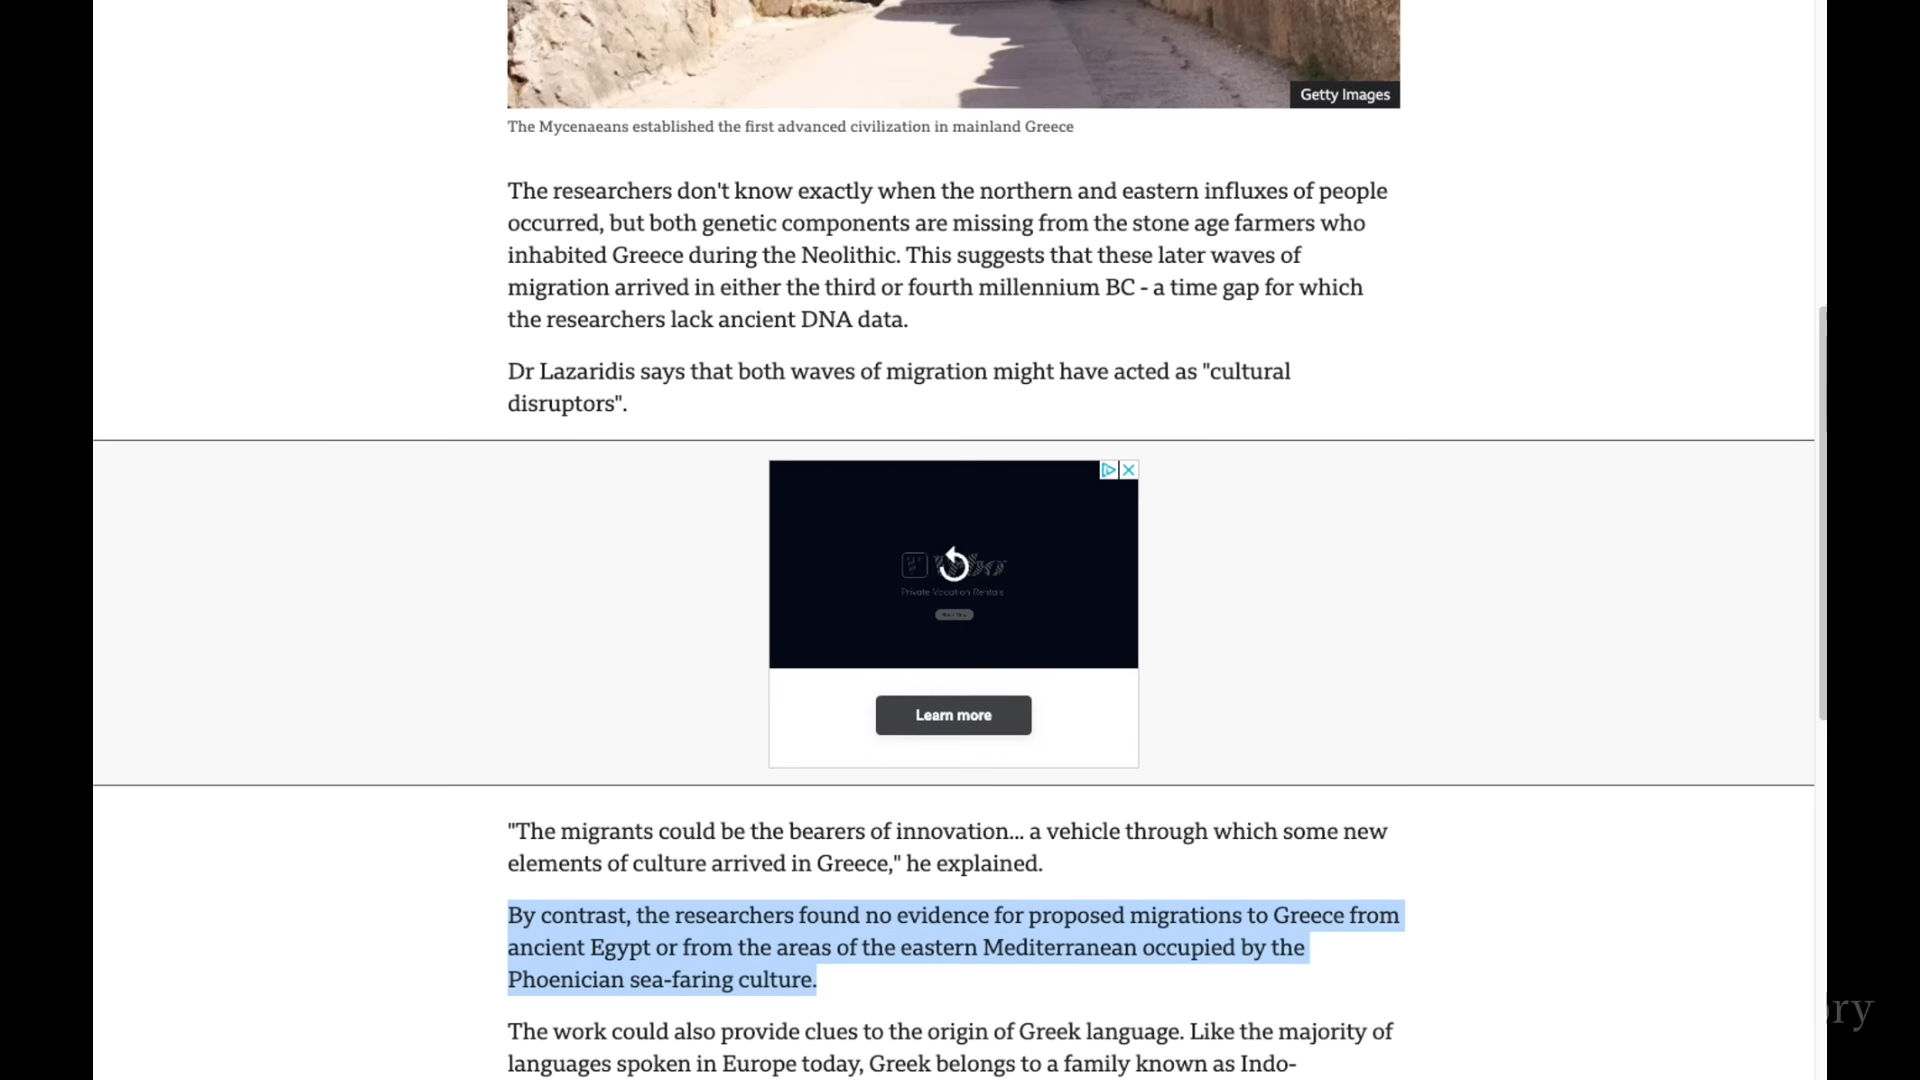 Getty Images
The Mycenaeans established the first advanced civilization in mainland Greece
The researchers don't know exactly when the northern and eastern influxes of people
occurred, but both genetic components are missing from the stone age farmers who
inhabited Greece during the Neolithic. This suggests that these later waves of
migration arrived in either the third or fourth millennium BC - a time gap for which
the researchers lack ancient DNA data.
Dr Lazaridis says that both waves of migration might have acted as "cultural
disruptors".
Private Vacation Rentals
Learn more
"The migrants could be the bearers of innovation... a vehicle through which some new
elements of culture arrived in Greece," he explained.
By contrast, the researchers found no evidence for proposed migrations to Greece from
ancient Egypt or from the areas of the eastern Mediterranean occupied by the
Phoenician sea-faring culture.
ry
The work could also provide clues to the origin of Greek language. Like the majority of
languages spoken in Europe today, Greek belongs to a family known as Indo-